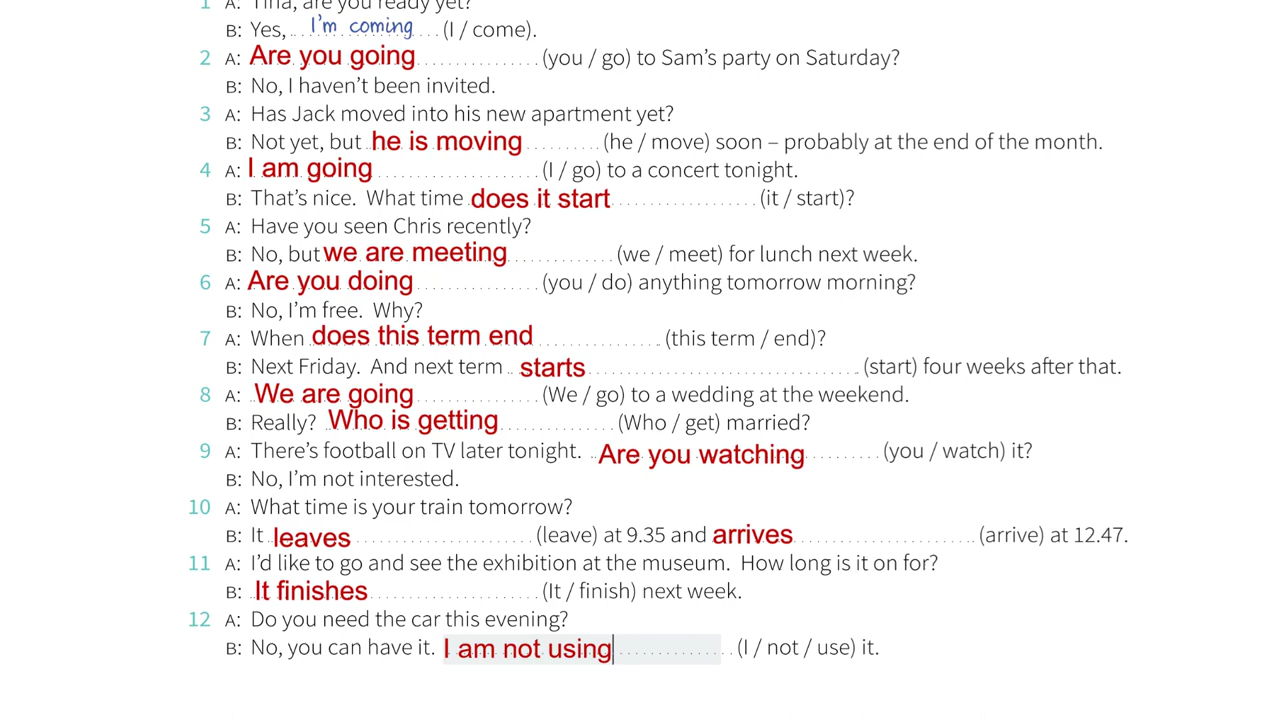 1 A: Tina, are you ready yet?
B: Yes, I'm coming (I / come).
2 A: Are you going (you / go) to Sam's party on Saturday?
B: No, I haven't been invited.
3 A: Has Jack moved into his new apartment yet?
B: Not yet, but he is moving (he / move) soon – probably at the end of the month.
4 A: I am going (I / go) to a concert tonight.
B: That's nice. What time does it start (it / start)?
5 A: Have you seen Chris recently?
B: No, but we are meeting (we / meet) for lunch next week.
6 A: Are you doing (you / do) anything tomorrow morning?
B: No, I'm free. Why?
7 A: When does this term end (this term / end)?
B: Next Friday. And next term starts (start) four weeks after that.
8 A: We are going (We / go) to a wedding at the weekend.
B: Really? Who is getting (Who / get) married?
9 A: There's football on TV later tonight. Are you watching (you / watch) it?
B: No, I'm not interested.
10 A: What time is your train tomorrow?
B: It leaves (leave) at 9.35 and arrives (arrive) at 12.47.
11 A: I'd like to go and see the exhibition at the museum. How long is it on for?
B: It finishes (It / finish) next week.
12 A: Do you need the car this evening?
B: No, you can have it. I am not using (I / not / use) it.